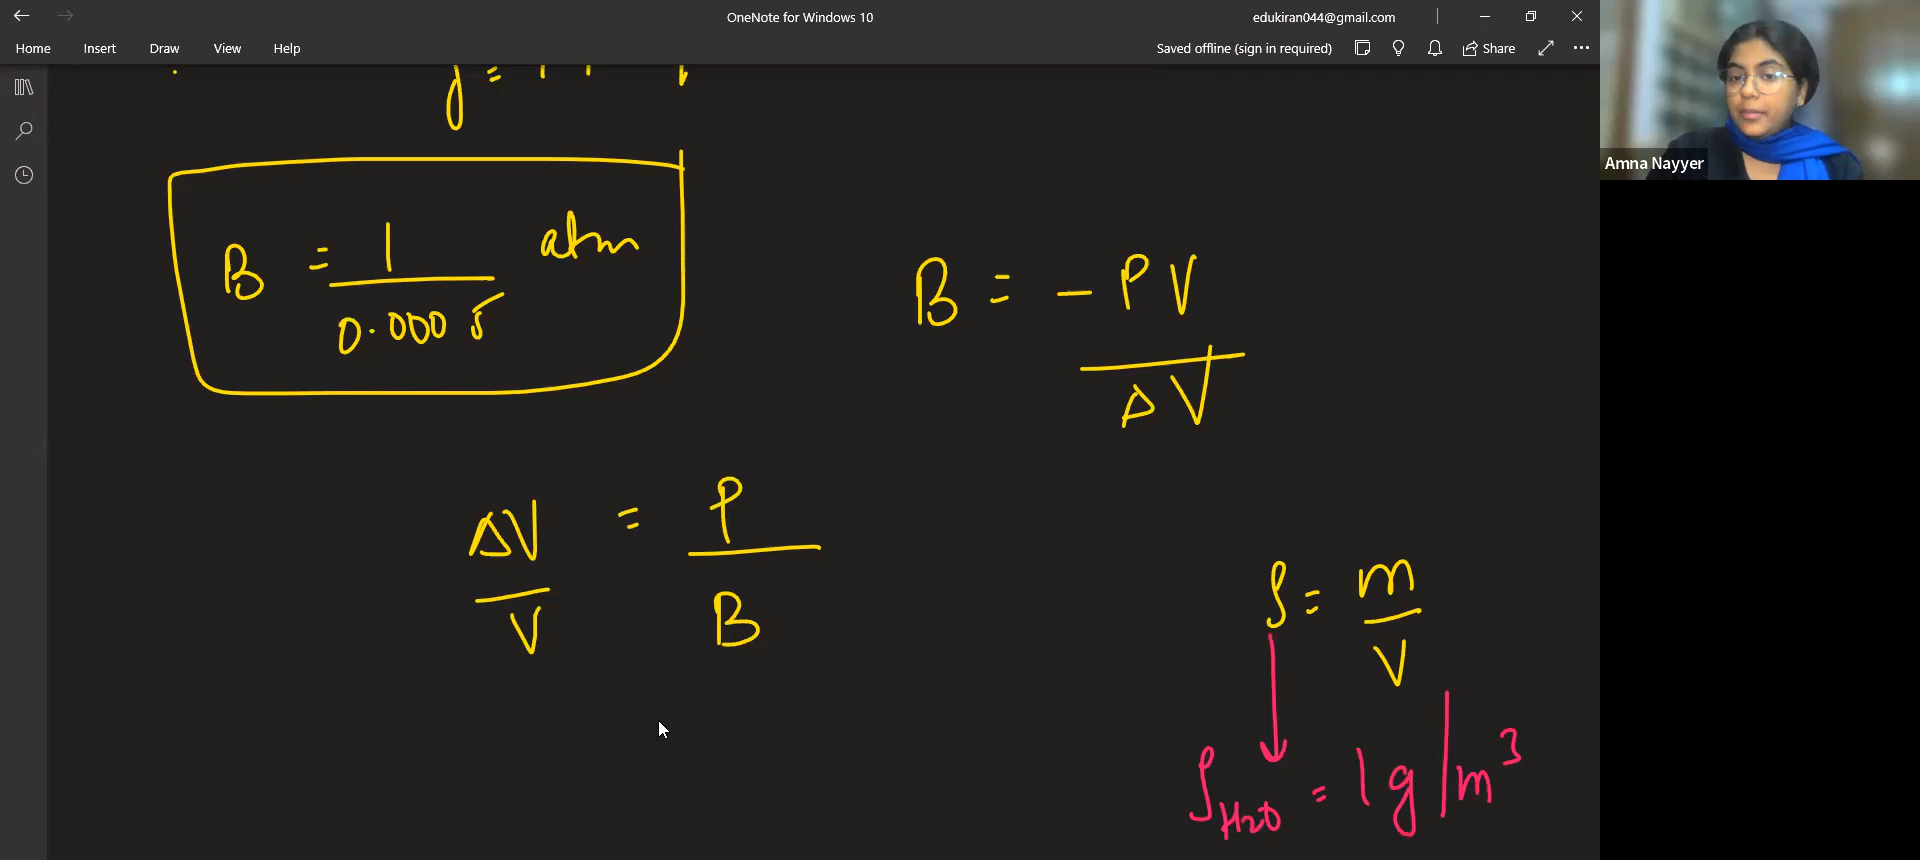 OneNote for Windows 10
edukiran044@gmail.com
Home Insert Draw View Help
Saved offline (sign in required)
Share
Amna Nayyer
B = 1 / 0.0005 atm
B = - PV / ΔV
ΔV / V = P / B
ρ = m / V
ρH2O = 1g/m³